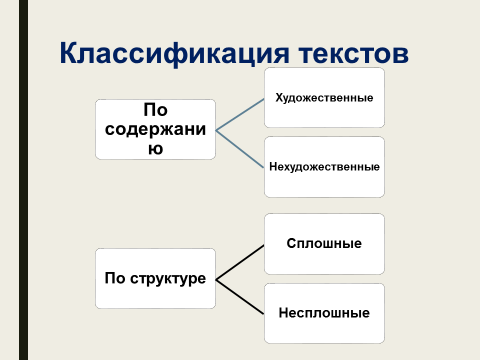 Классификация текстов
По
содержани
ю
Художественные
Нехудожественные
По структуре
Сплошные
Несплошные